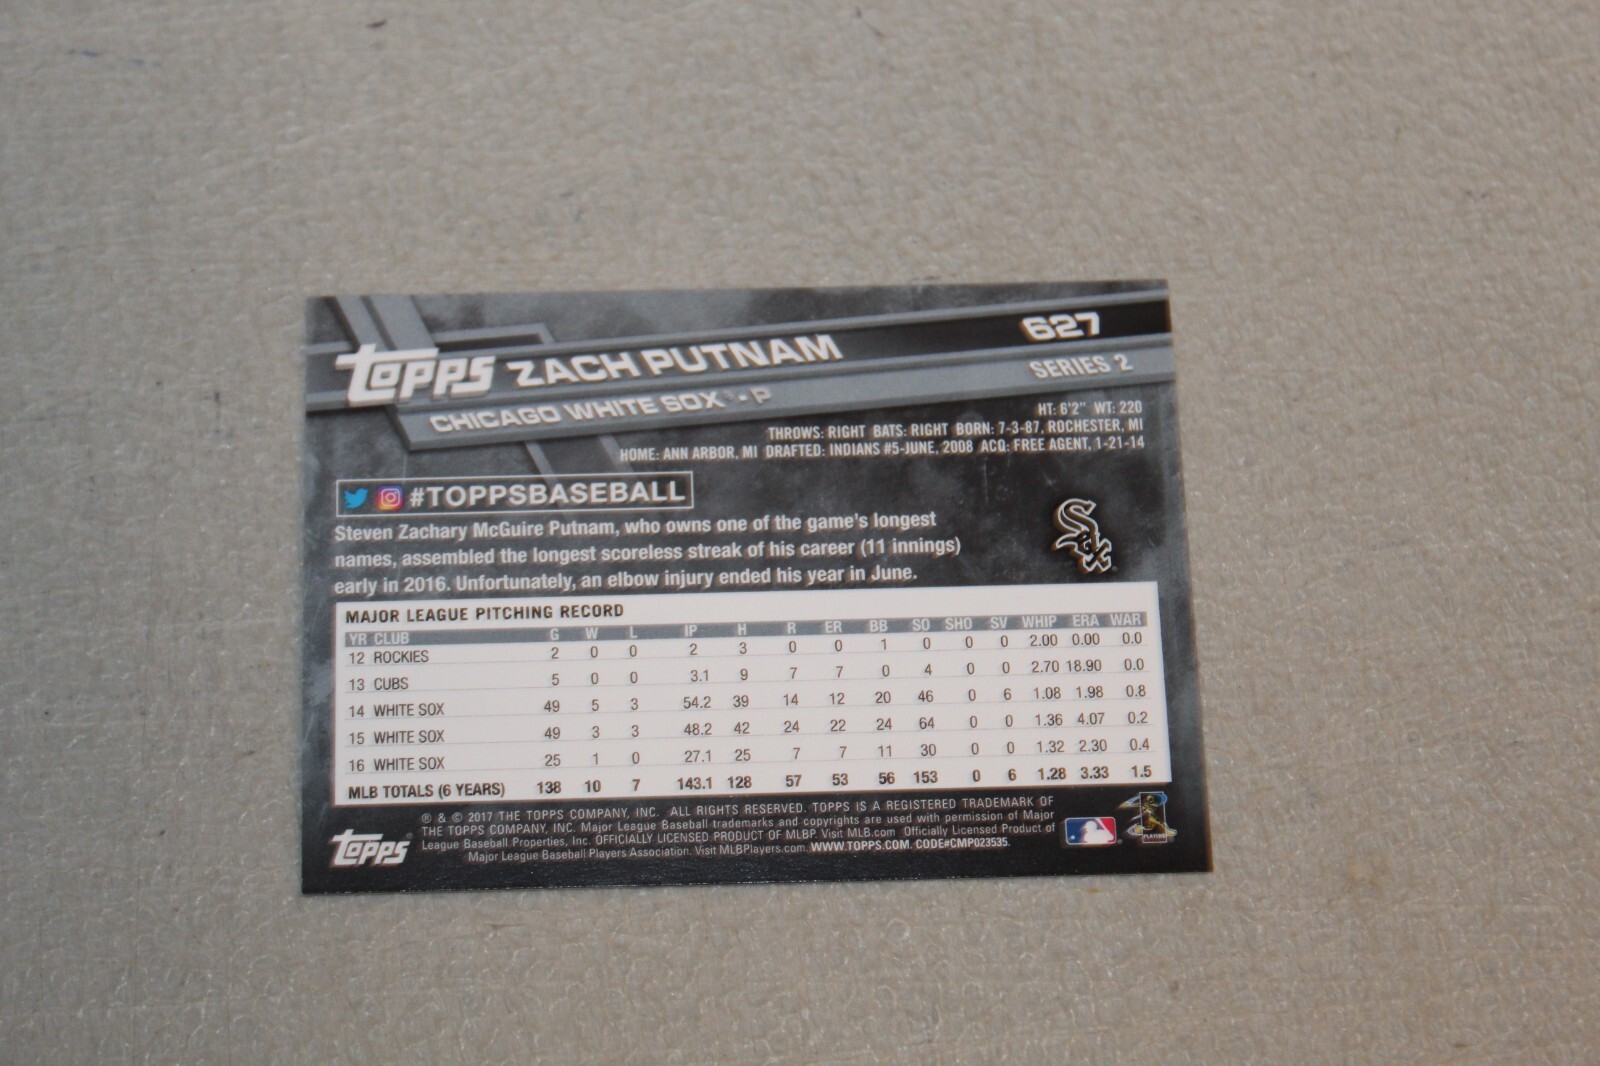 TOPPS ZACH PUTNAM 627
CHICAGO WHITE SOX • P SERIES 2
HT: 6'2" WT: 220
THROWS: RIGHT BATS: RIGHT BORN: 7-3-87, ROCHESTER, MI
HOME: ANN ARBOR, MI DRAFTED: INDIANS #5-JUNE, 2008 ACQ: FREE AGENT, 1-21-14
#TOPPSBASEBALL
Steven Zachary McGuire Putnam, who owns one of the game's longest
names, assembled the longest scoreless streak of his career (11 innings)
early in 2016. Unfortunately, an elbow injury ended his year in June.
Sox
MAJOR LEAGUE PITCHING RECORD
YR CLUB G W L IP H R ER BB SO SHO SV WHIP ERA WAR
12 ROCKIES 2 0 0 2 3 0 0 1 0 0 0 2.00 0.00 0.0
13 CUBS 5 0 0 3.1 9 7 7 0 4 0 0 2.70 18.90 0.0
14 WHITE SOX 49 5 3 54.2 39 14 12 20 46 0 6 1.08 1.98 0.8
15 WHITE SOX 49 3 3 48.2 42 24 22 24 64 0 0 1.36 4.07 0.2
16 WHITE SOX 25 1 0 27.1 25 7 7 11 30 0 0 1.32 2.30 0.4
MLB TOTALS (6 YEARS) 138 10 7 143.1 128 57 53 56 153 0 6 1.28 3.33 1.5
® & © 2017 THE TOPPS COMPANY, INC. ALL RIGHTS RESERVED. TOPPS IS A REGISTERED TRADEMARK OF
THE TOPPS COMPANY, INC. Major League Baseball trademarks and copyrights are used with permission of Major
League Baseball Properties, Inc. OFFICIALLY LICENSED PRODUCT OF MLBP Visit MLB.com Officially Licensed Product of
Major League Baseball Players Association. Visit MLBPlayers.com. WWW.TOPPS.COM. CODE#CMP023535.
TOPPS